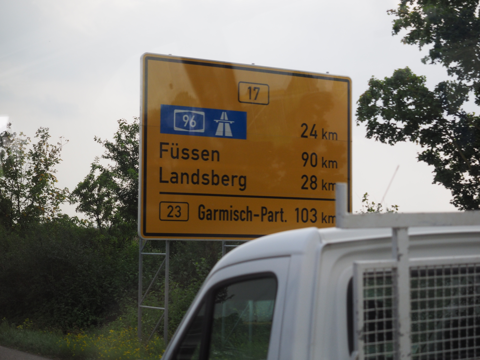 17
96 24 km
Füssen 90 km
Landsberg 28 km
23 Garmisch-Part. 103 km